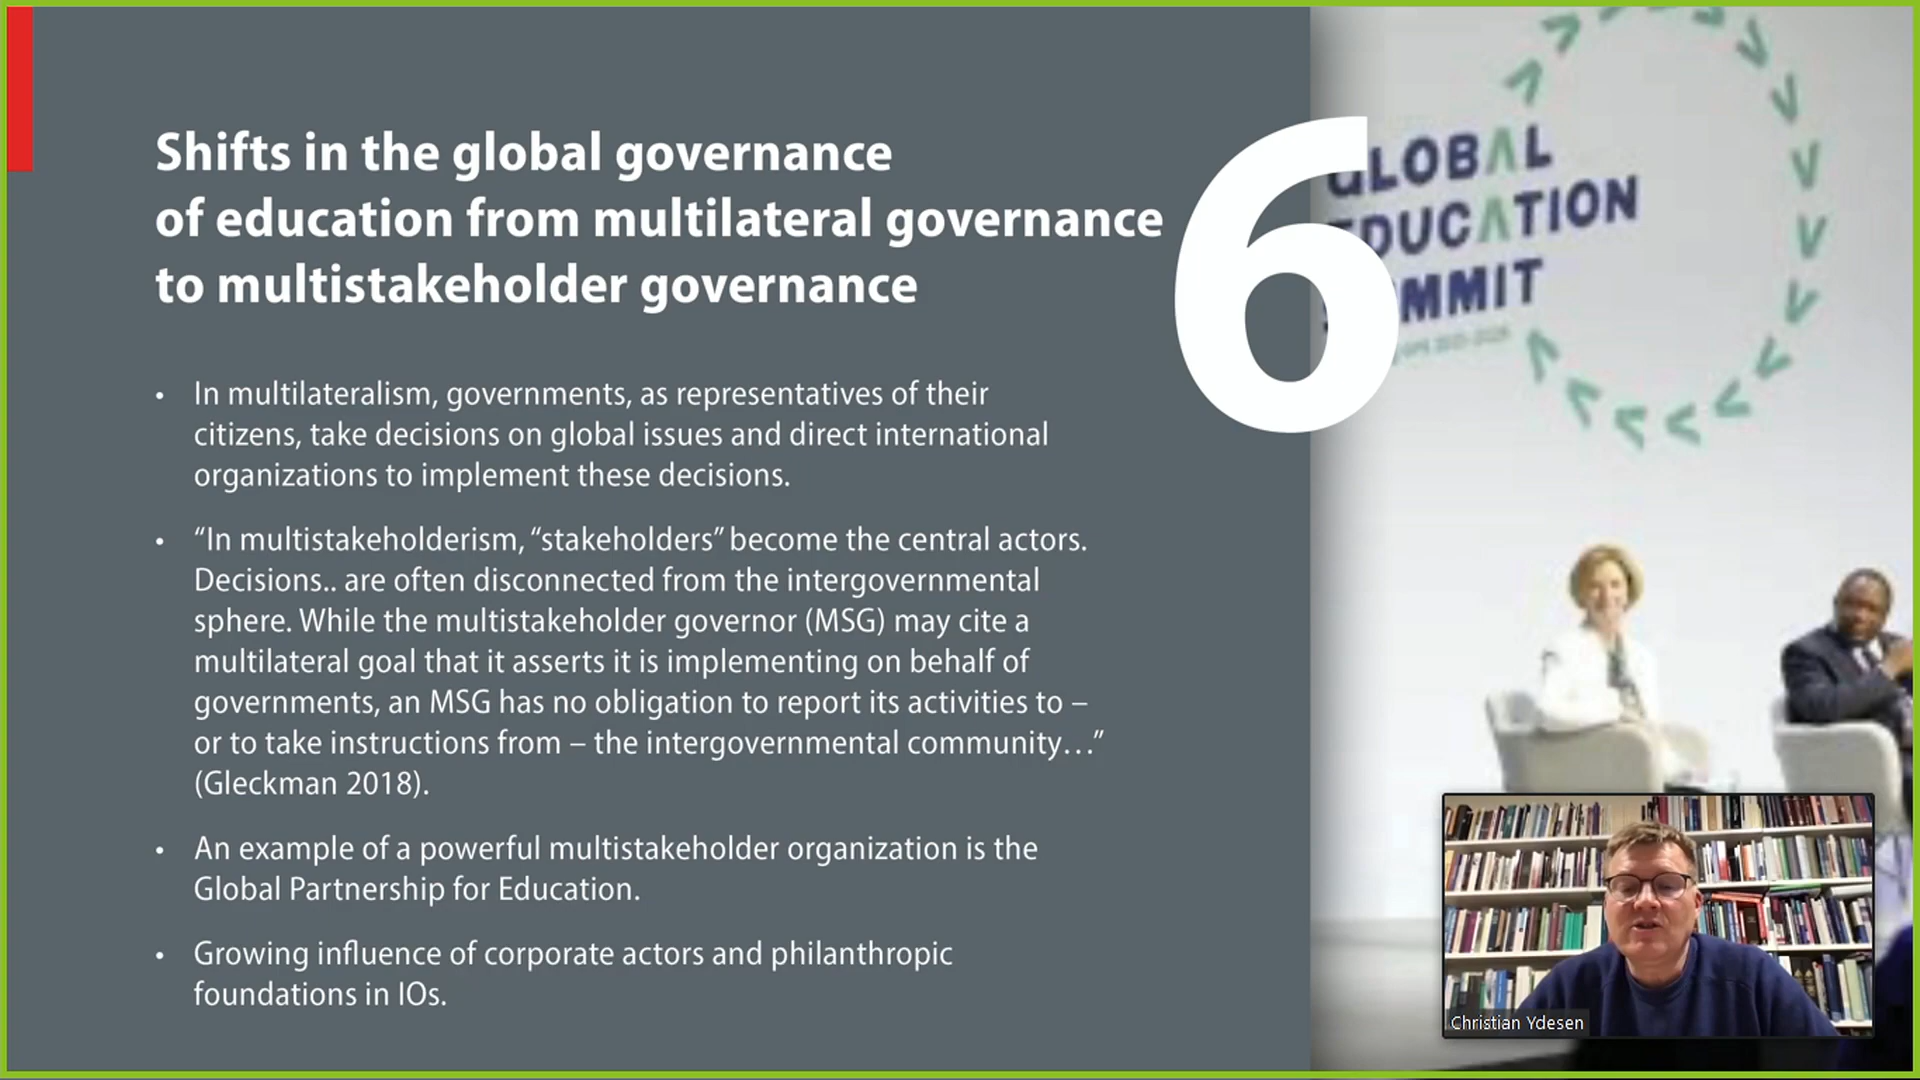 Shifts in the global governance
of education from multilateral governance
to multistakeholder governance
6
• In multilateralism, governments, as representatives of their
citizens, take decisions on global issues and direct international
organizations to implement these decisions.
• “In multistakeholderism, “stakeholders” become the central actors.
Decisions.. are often disconnected from the intergovernmental
sphere. While the multistakeholder governor (MSG) may cite a
multilateral goal that it asserts it is implementing on behalf of
governments, an MSG has no obligation to report its activities to –
or to take instructions from – the intergovernmental community…”
(Gleckman 2018).
• An example of a powerful multistakeholder organization is the
Global Partnership for Education.
• Growing influence of corporate actors and philanthropic
foundations in IOs.
GLOBAL
EDUCATION
SUMMIT
Christian Ydesen